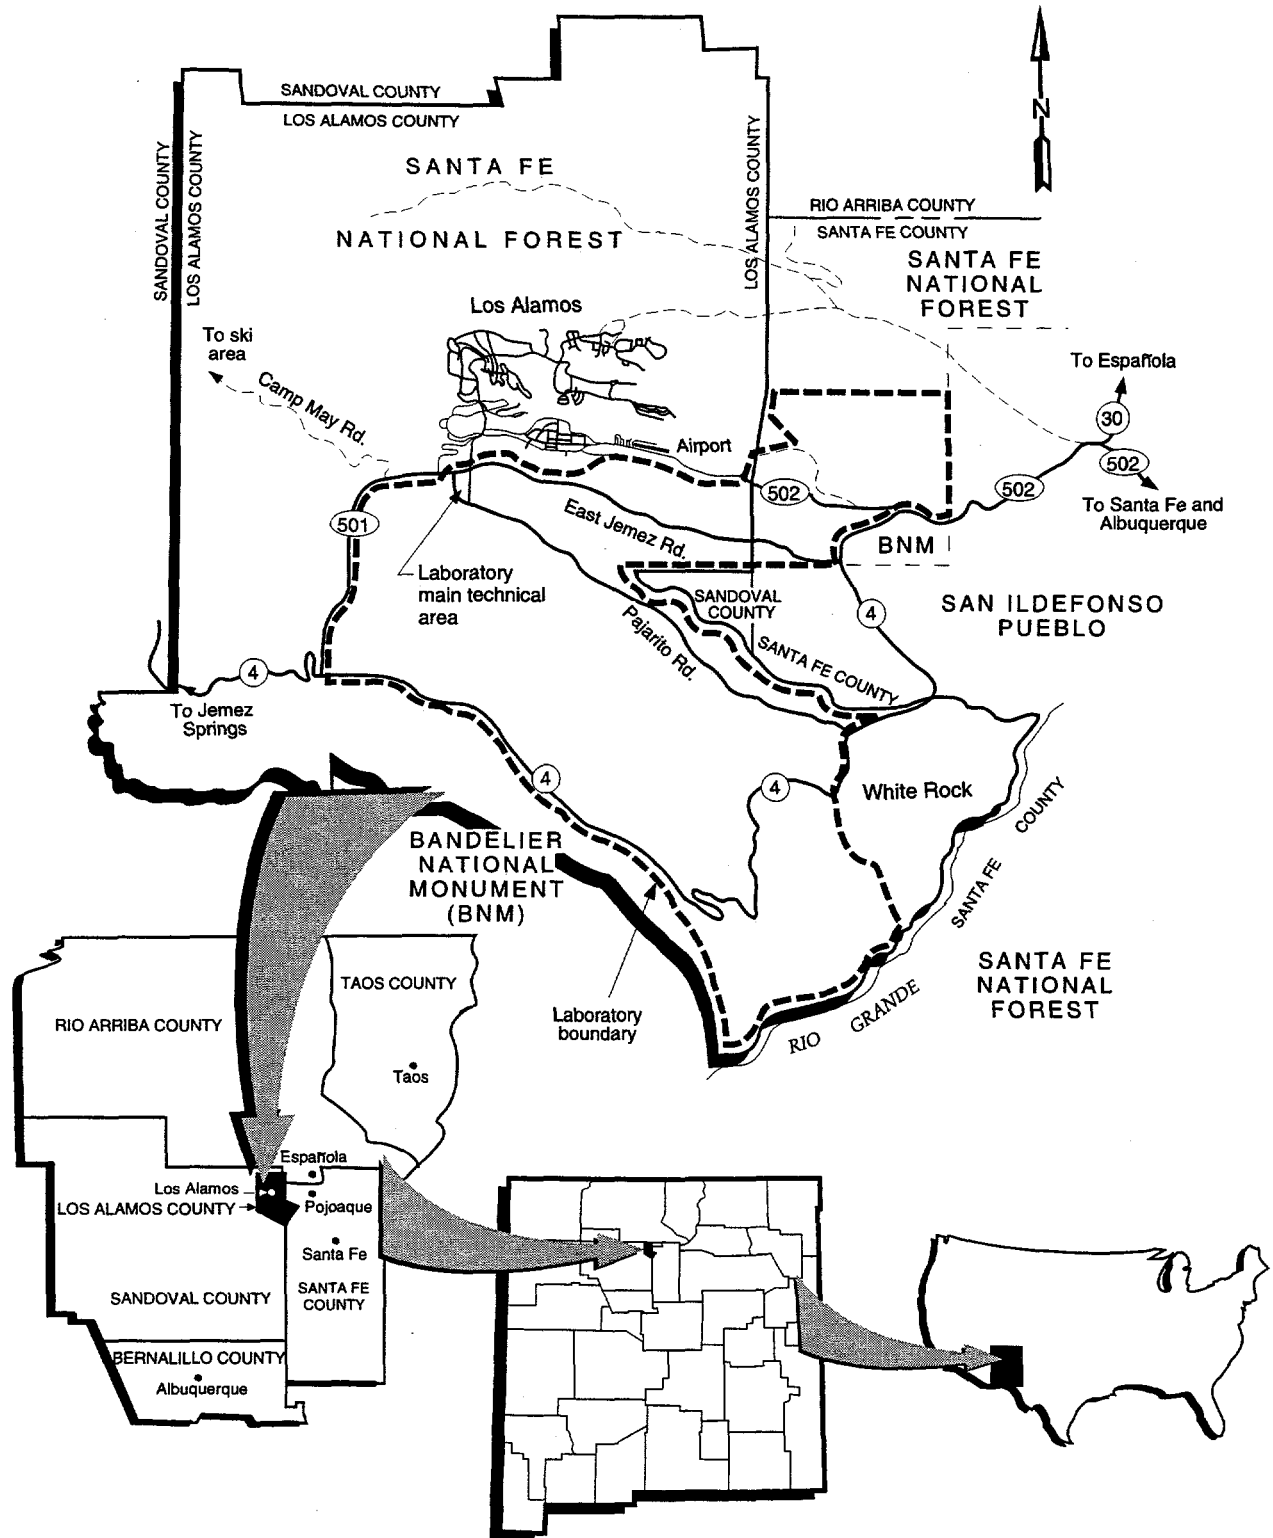 N
SANDOVAL COUNTY
LOS ALAMOS COUNTY
SANDOVAL COUNTY
LOS ALAMOS COUNTY
LOS ALAMOS COUNTY
SANTA FE
NATIONAL FOREST
RIO ARRIBA COUNTY
SANTA FE COUNTY
SANTA FE
NATIONAL
FOREST
Los Alamos
To ski
area
Camp May Rd.
To Española
30
Airport
502
502
502
To Santa Fe and
Albuquerque
501
East Jemez Rd.
BNM
Laboratory
main technical
area
SANDOVAL
COUNTY
4
SAN ILDEFONSO
PUEBLO
Pajarito Rd.
SANTA FE COUNTY
4
To Jemez
Springs
4
4
White Rock
SANTA FE COUNTY
BANDELIER
NATIONAL
MONUMENT
(BNM)
SANTA FE
NATIONAL
FOREST
Laboratory
boundary
RIO GRANDE
TAOS COUNTY
RIO ARRIBA COUNTY
Taos
Española
Los Alamos
LOS ALAMOS COUNTY
Pojoaque
Santa Fe
SANTA FE
COUNTY
SANDOVAL COUNTY
BERNALILLO COUNTY
Albuquerque